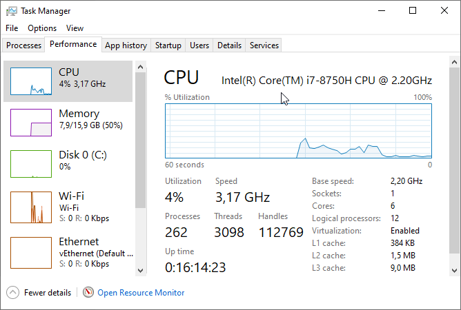 Task Manager
File Options View
Processes Performance App history Startup Users Details Services
CPU
4% 3,17 GHz
Memory
7,9/15,9 GB (50%)
Disk 0 (C:)
0%
Wi-Fi
Wi-Fi
S: 0 R: 0 Kbps
Ethernet
vEthernet (Default ...
S: 0 R: 0 Kbps
CPU Intel(R) Core(TM) i7-8750H CPU @ 2.20GHz
% Utilization 100%
60 seconds 0
Utilization Speed
4% 3,17 GHz
Processes Threads Handles
262 3098 112769
Up time
0:16:14:23
Base speed: 2,20 GHz
Sockets: 1
Cores: 6
Logical processors: 12
Virtualization: Enabled
L1 cache: 384 KB
L2 cache: 1,5 MB
L3 cache: 9,0 MB
Fewer details Open Resource Monitor